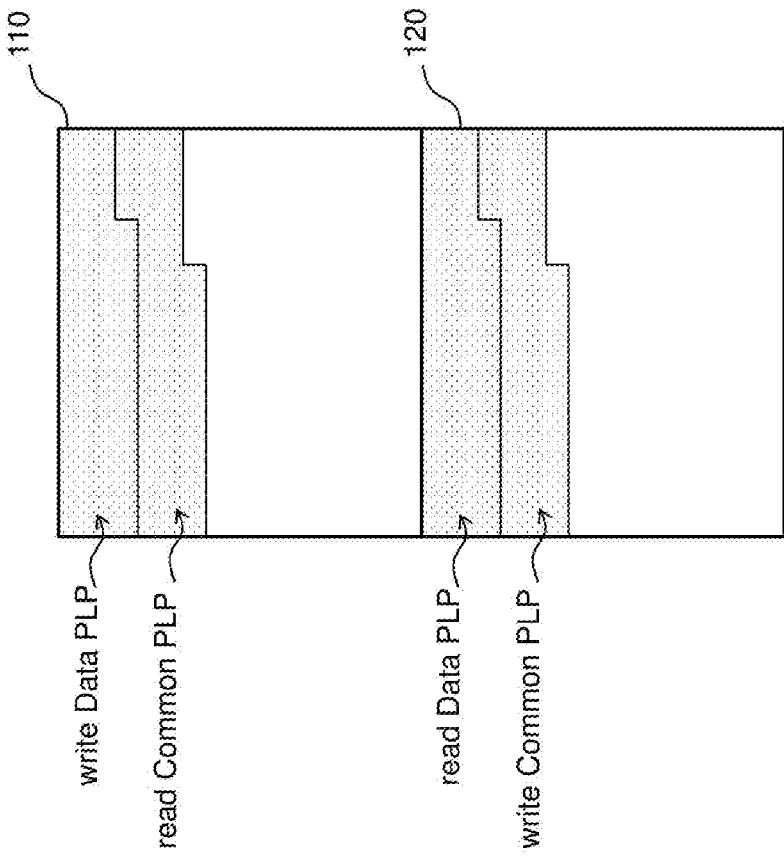 110
write Data PLP
read Common PLP
120
read Data PLP
write Common PLP